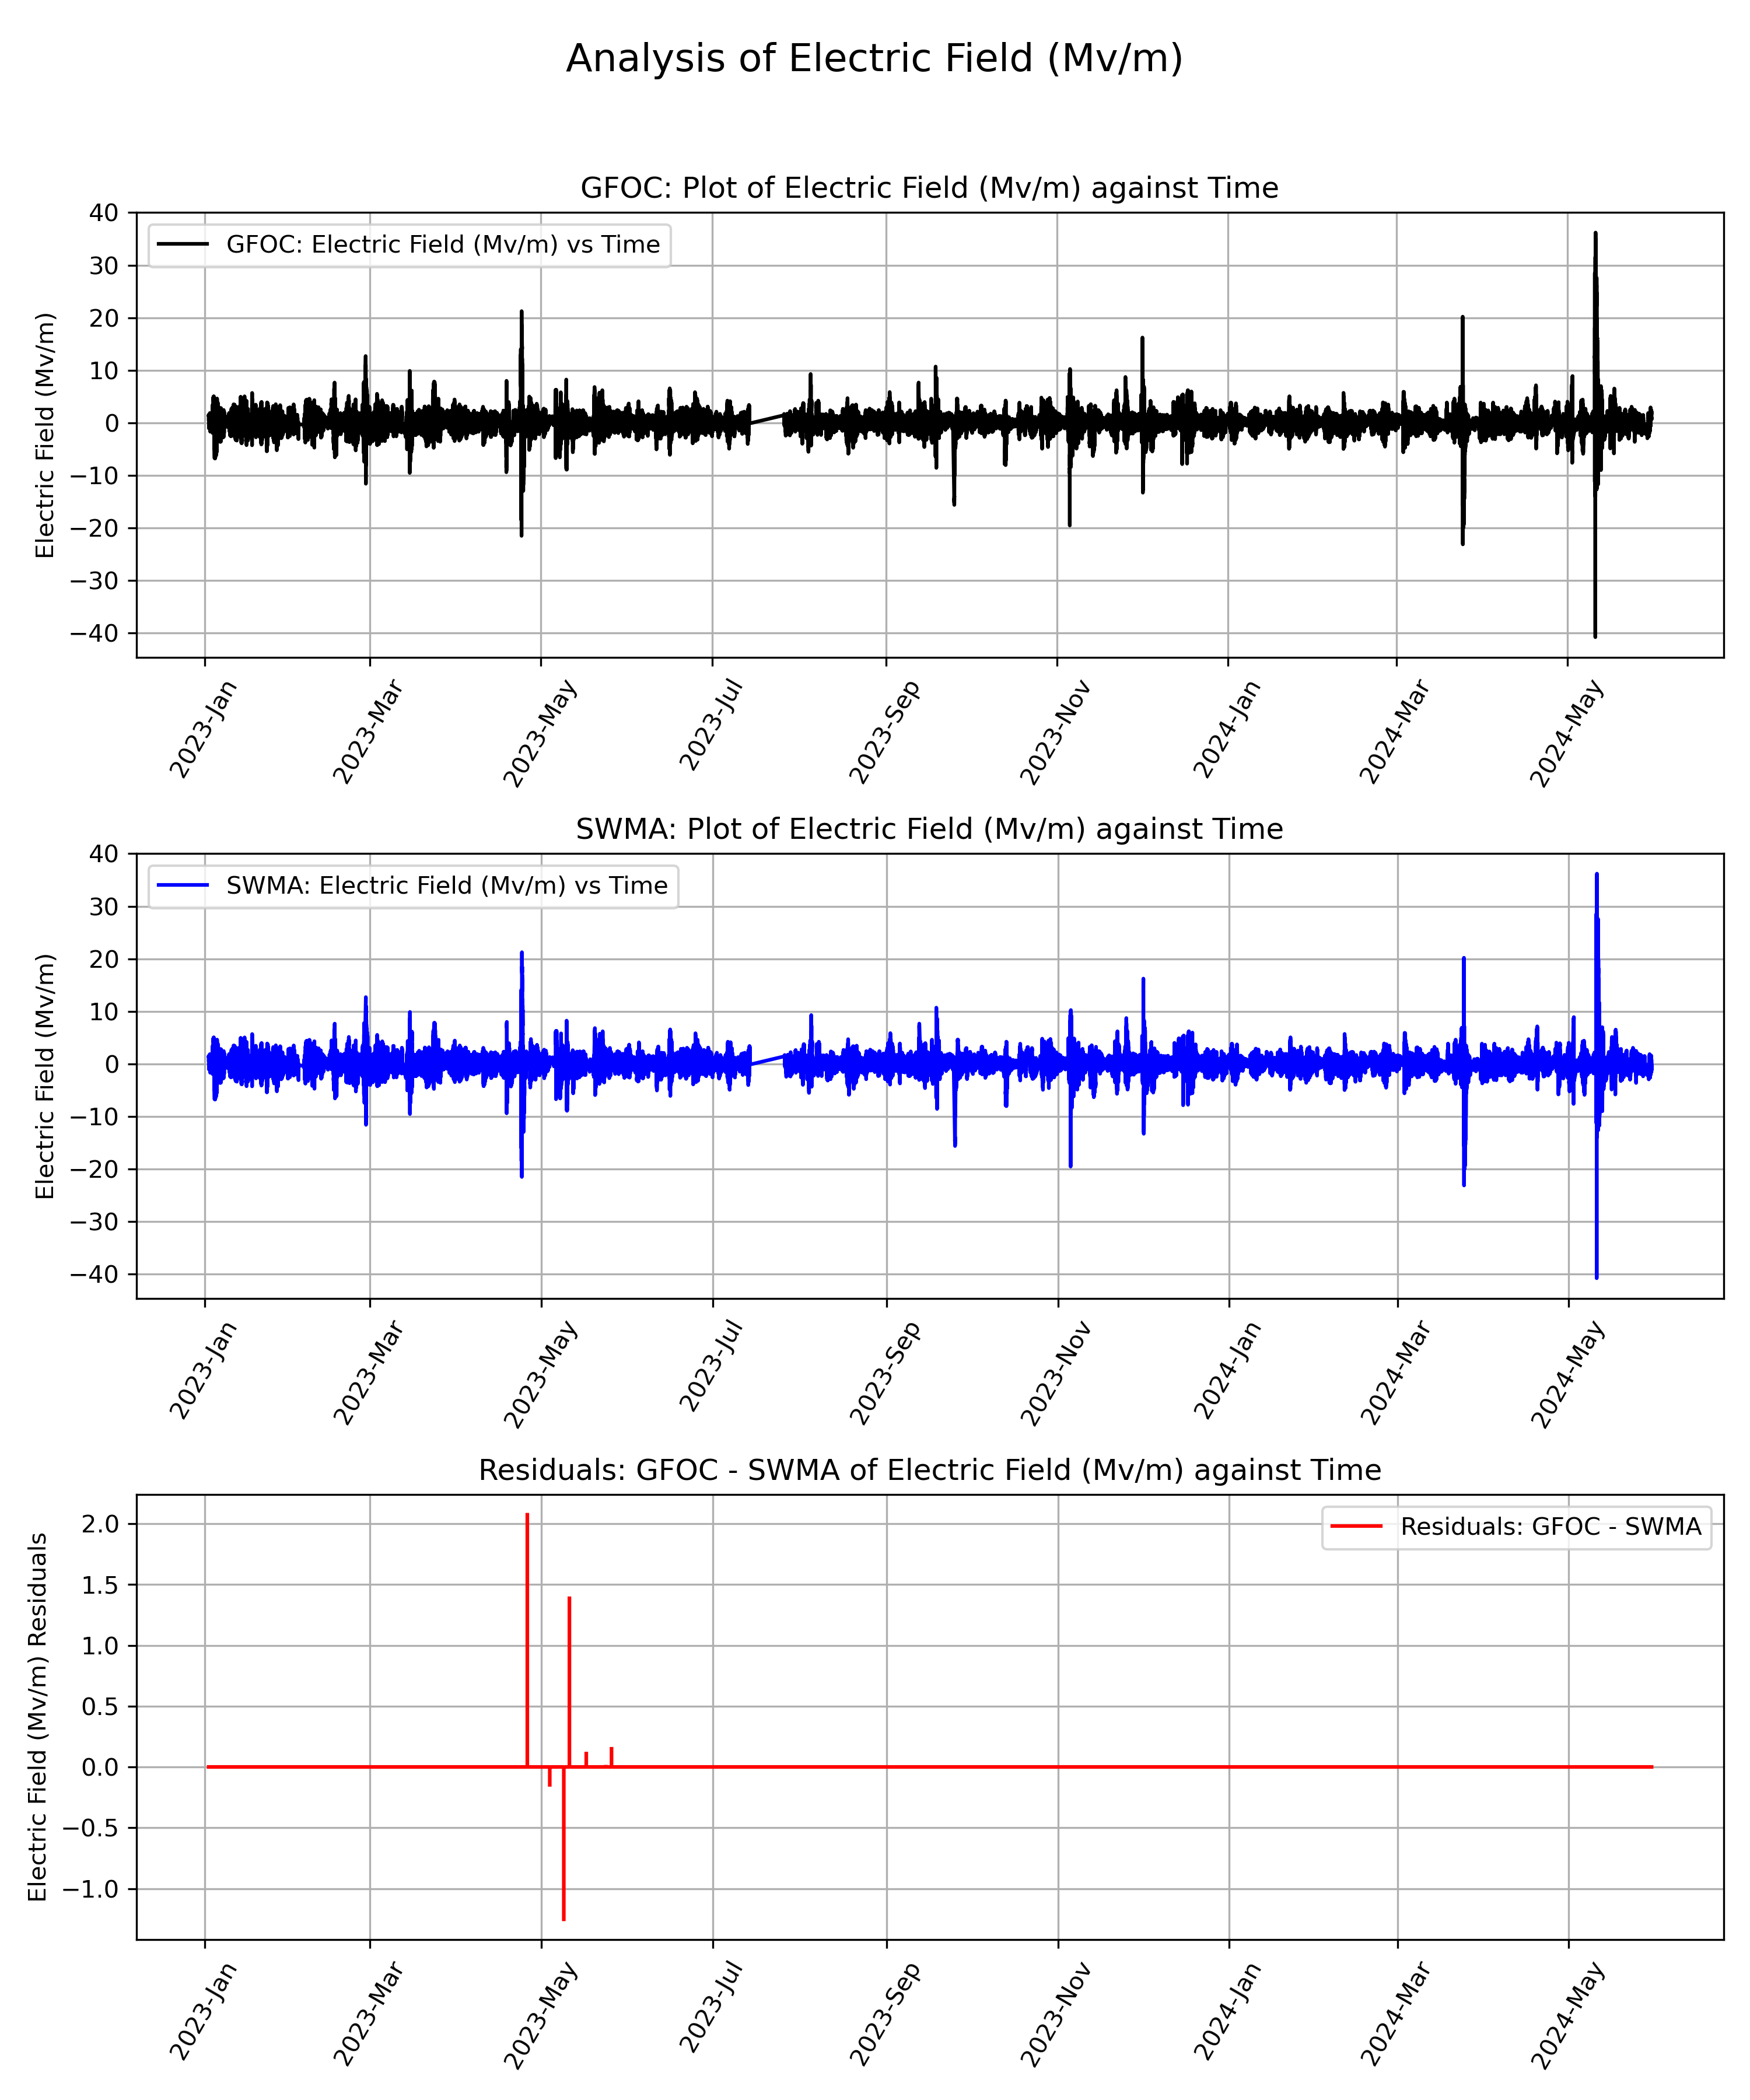 Analysis of Electric Field (Mv/m)
GFOC: Plot of Electric Field (Mv/m) against Time
GFOC: Electric Field (Mv/m) vs Time
Electric Field (Mv/m)
40
30
20
10
0
−10
−20
−30
−40
2023-Jan
2023-Mar
2023-May
2023-Jul
2023-Sep
2023-Nov
2024-Jan
2024-Mar
2024-May
SWMA: Plot of Electric Field (Mv/m) against Time
SWMA: Electric Field (Mv/m) vs Time
Electric Field (Mv/m)
40
30
20
10
0
−10
−20
−30
−40
2023-Jan
2023-Mar
2023-May
2023-Jul
2023-Sep
2023-Nov
2024-Jan
2024-Mar
2024-May
Residuals: GFOC - SWMA of Electric Field (Mv/m) against Time
Residuals: GFOC - SWMA
Electric Field (Mv/m) Residuals
2.0
1.5
1.0
0.5
0.0
−0.5
−1.0
2023-Jan
2023-Mar
2023-May
2023-Jul
2023-Sep
2023-Nov
2024-Jan
2024-Mar
2024-May